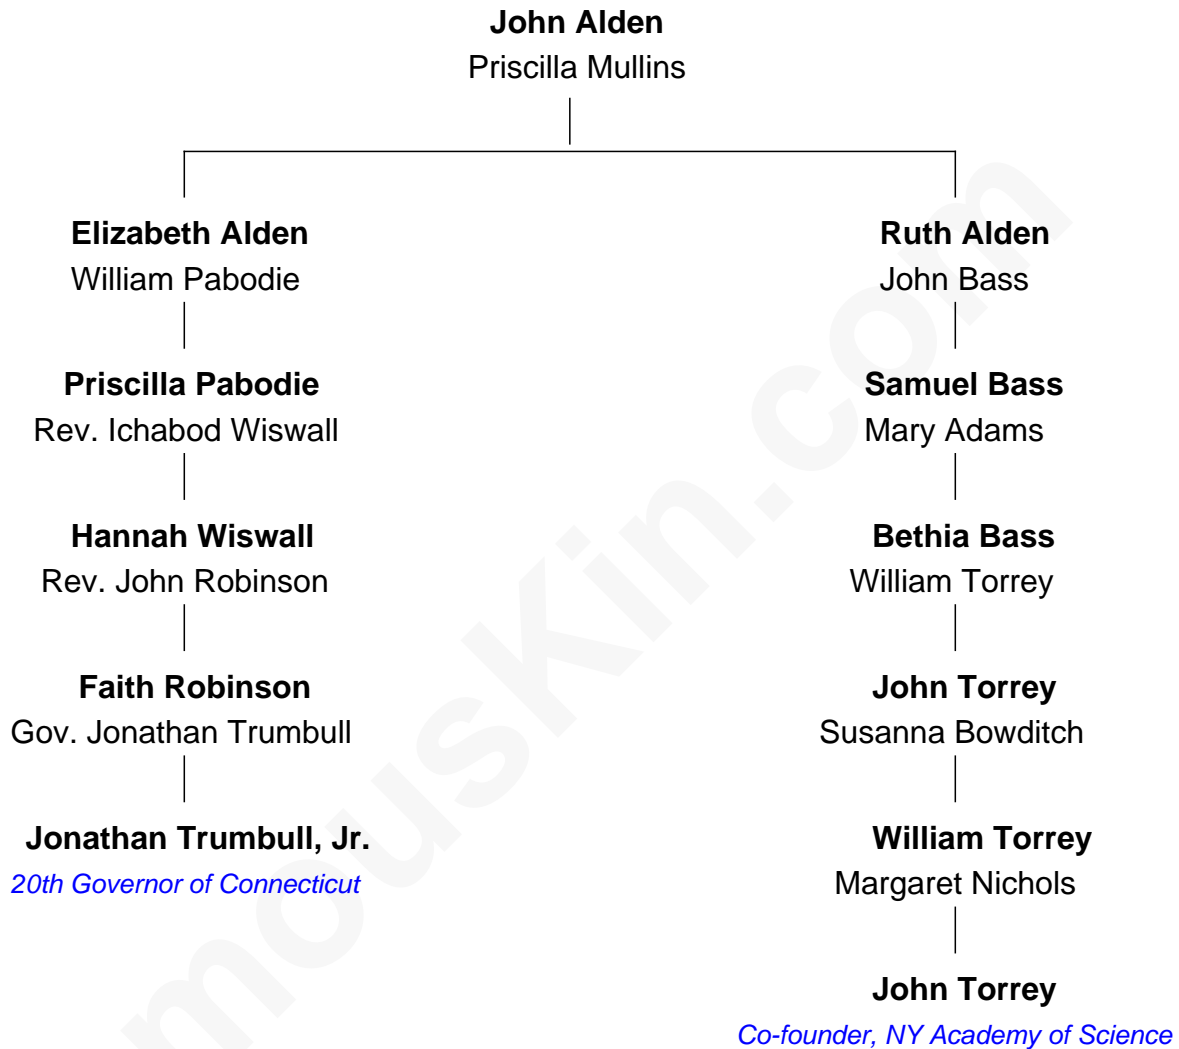 John Alden
Priscilla Mullins
Elizabeth Alden
William Pabodie
Ruth Alden
John Bass
Priscilla Pabodie
Rev. Ichabod Wiswall
Samuel Bass
Mary Adams
Hannah Wiswall
Rev. John Robinson
Bethia Bass
William Torrey
Faith Robinson
Gov. Jonathan Trumbull
John Torrey
Susanna Bowditch
Jonathan Trumbull, Jr.
20th Governor of Connecticut
William Torrey
Margaret Nichols
John Torrey
Co-founder, NY Academy of Science
mousKin.com